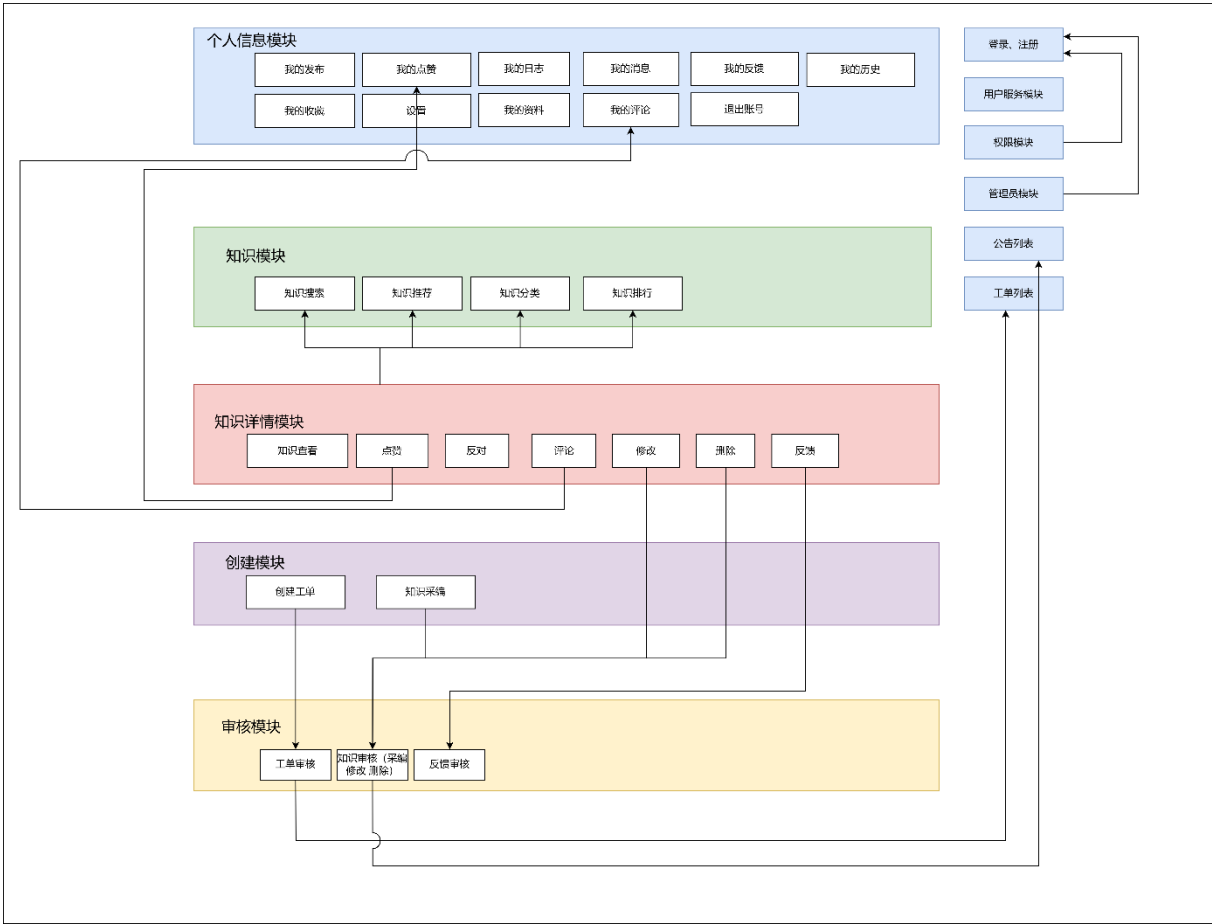 个人信息模块
我的发布
我的点赞
我的日志
我的消息
我的反馈
我的历史
我的收藏
设置
我的资料
我的评论
退出账号
登录、注册
用户服务模块
权限模块
管理员模块
公告列表
工单列表
知识模块
知识搜索
知识推荐
知识分类
知识排行
知识详情模块
知识查看
点赞
反对
评论
修改
删除
反馈
创建模块
创建工单
知识采编
审核模块
工单审核
知识审核（采编
修改 删除）
反馈审核